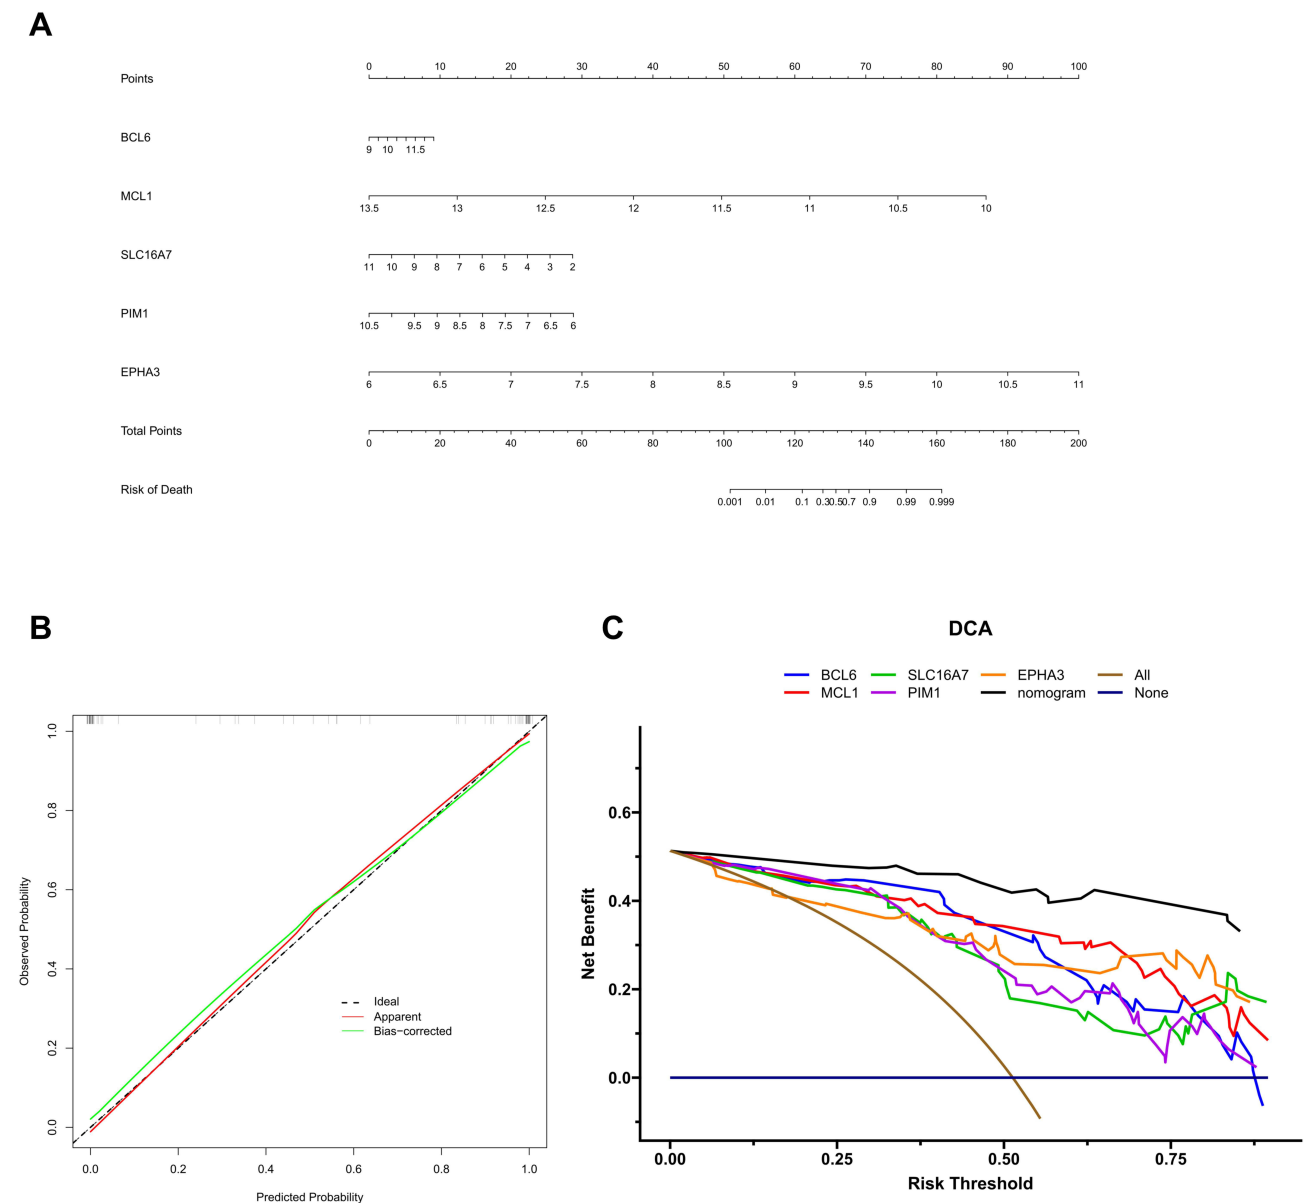 A
Points
0 10 20 30 40 50 60 70 80 90 100
BCL6
9 10 11.5
MCL1
13.5 13 12.5 12 11.5 11 10.5 10
SLC16A7
11 10 9 8 7 6 5 4 3 2
PIM1
10.5 9.5 9 8.5 8 7.5 7 6.5 6
EPHA3
6 6.5 7 7.5 8 8.5 9 9.5 10 10.5 11
Total Points
0 20 40 60 80 100 120 140 160 180 200
Risk of Death
0.001 0.01 0.1 0.3 0.5 0.7 0.9 0.99 0.999
B
Observed Probability
1.0
0.8
0.6
0.4
0.2
0.0
Ideal
Apparent
Bias-corrected
0.0 0.2 0.4 0.6 0.8 1.0
Predicted Probability
C
DCA
BCL6 SLC16A7 EPHA3 All
MCL1 PIM1 nomogram None
Net Benefit
0.6
0.4
0.2
0.0
0.00 0.25 0.50 0.75
Risk Threshold